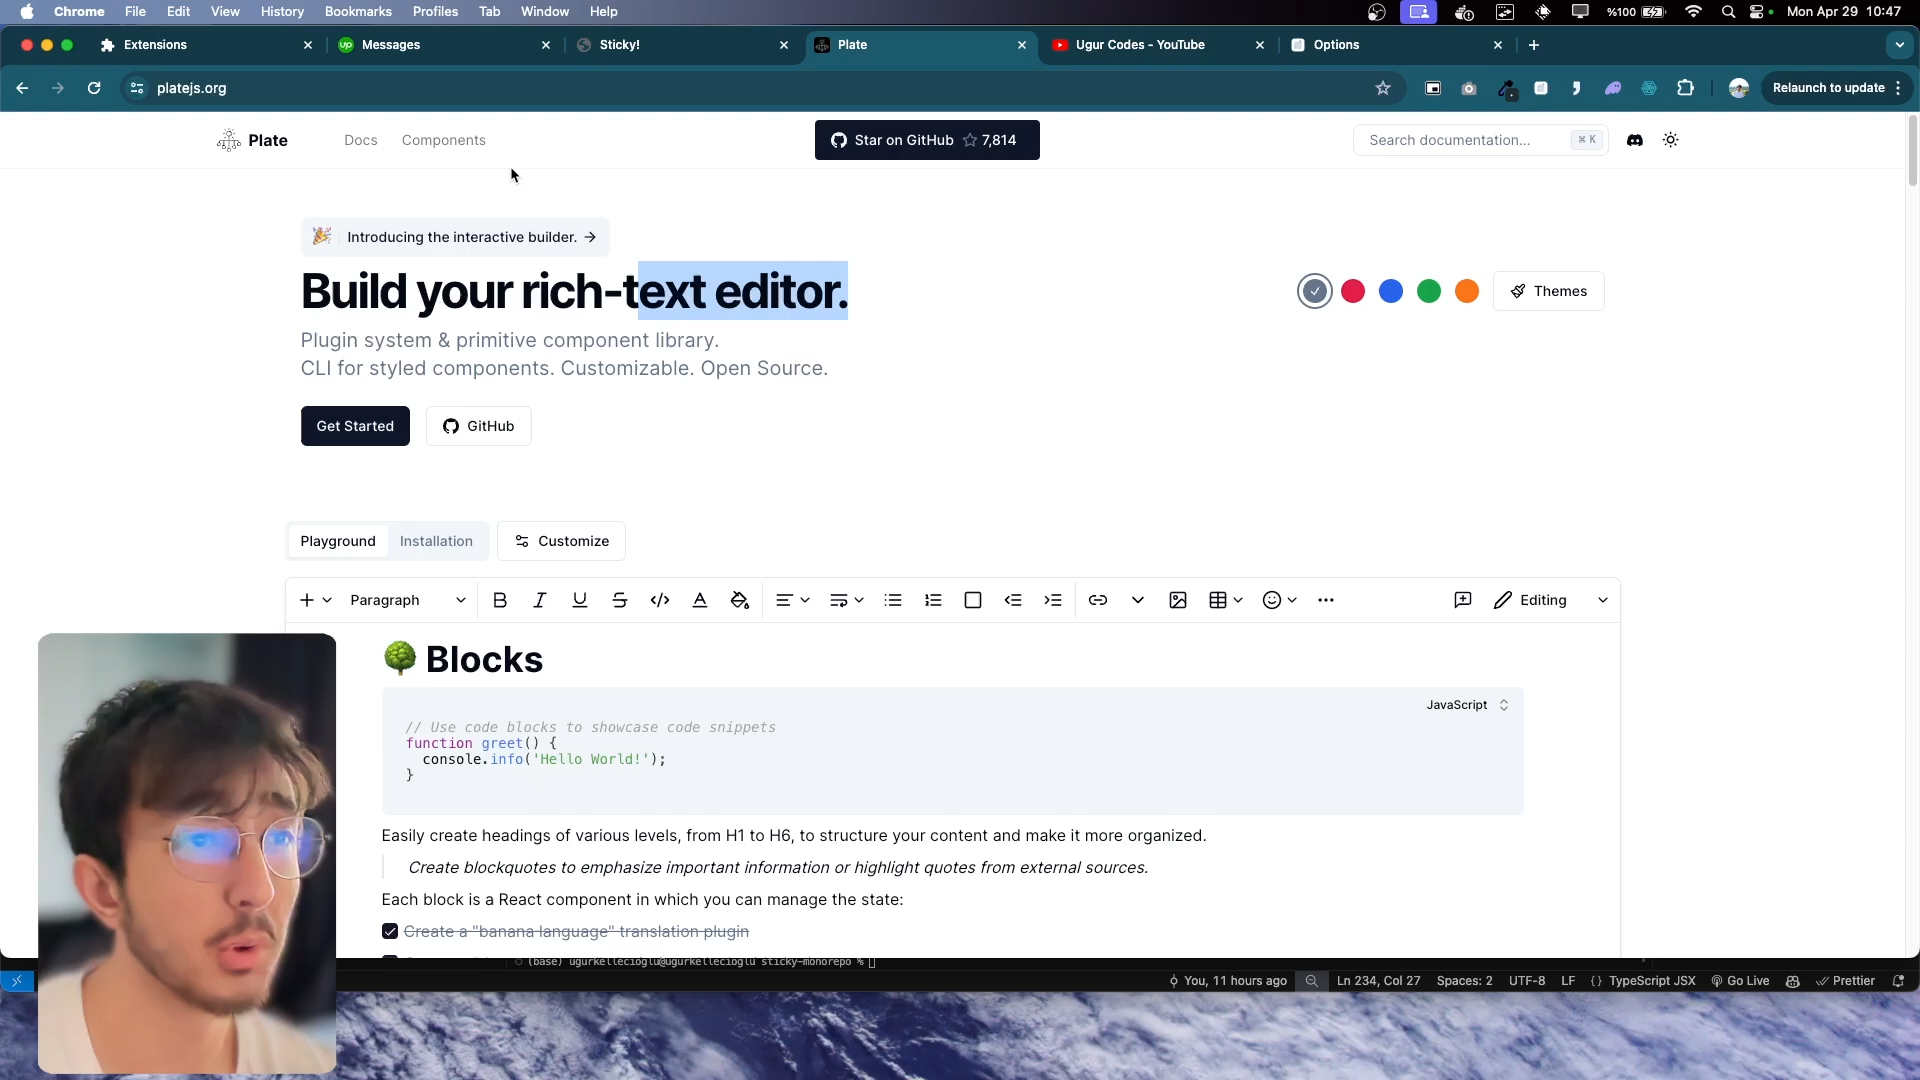 Chrome File Edit View History Bookmarks Profiles Tab Window Help %100 Mon Apr 29 10:47
Extensions Messages Sticky! Plate Ugur Codes - YouTube Options
platejs.org Relaunch to update
Plate Docs Components Star on GitHub 7,814 Search documentation... ⌘ K
🎉 Introducing the interactive builder. →
Build your rich-text editor.
Themes
Plugin system & primitive component library.
CLI for styled components. Customizable. Open Source.
Get Started GitHub
Playground Installation Customize
Paragraph Editing
🌳 Blocks
JavaScript
// Use code blocks to showcase code snippets
function greet() {
console.info('Hello World!');
}
Easily create headings of various levels, from H1 to H6, to structure your content and make it more organized.
Create blockquotes to emphasize important information or highlight quotes from external sources.
Each block is a React component in which you can manage the state:
Create a "banana language" translation plugin
(base) ugurkellecioglu@ugurkellecioglu sticky-monorepo %
You, 11 hours ago Ln 234, Col 27 Spaces: 2 UTF-8 LF {} TypeScript JSX Go Live Prettier